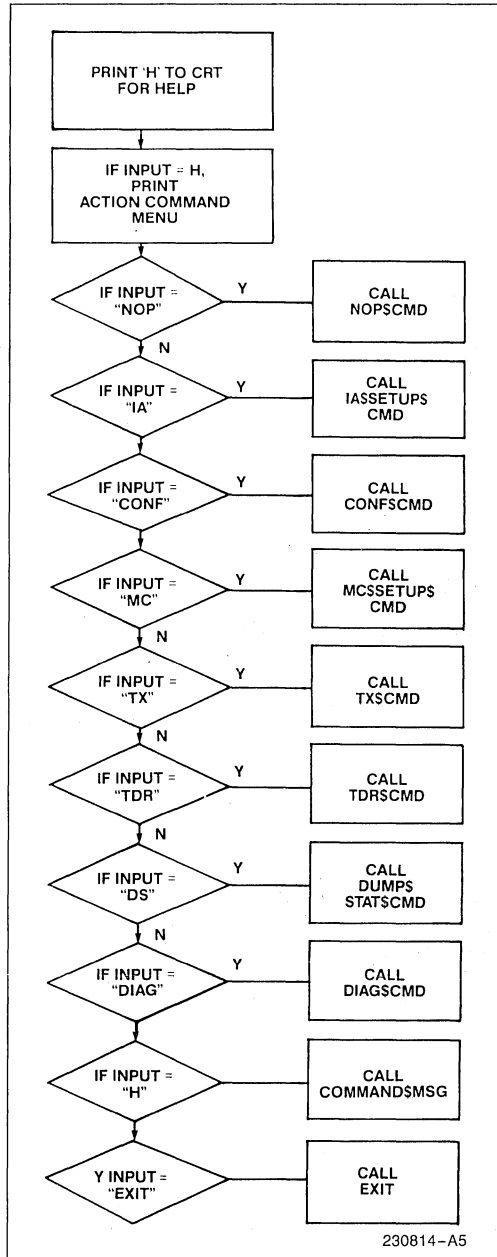 PRINT 'H' TO CRT
FOR HELP
IF INPUT = H,
PRINT
ACTION COMMAND
MENU
IF INPUT =
"NOP"
Y
CALL
NOP$CMD
N
IF INPUT =
"IA"
Y
CALL
IA$SETUP$
CMD
IF INPUT =
"CONF"
Y
CALL
CONF$CMD
IF INPUT =
"MC"
Y
CALL
MC$SETUP$
CMD
N
IF INPUT =
"TX"
Y
CALL
TX$CMD
N
IF INPUT =
"TDR"
Y
CALL
TDR$CMD
N
IF INPUT =
"DS"
Y
CALL
DUMP$
STAT$CMD
N
IF INPUT =
"DIAG"
Y
CALL
DIAG$CMD
IF INPUT =
"H"
CALL
COMMAND$MSG
Y INPUT =
"EXIT"
CALL
EXIT
230814–A5